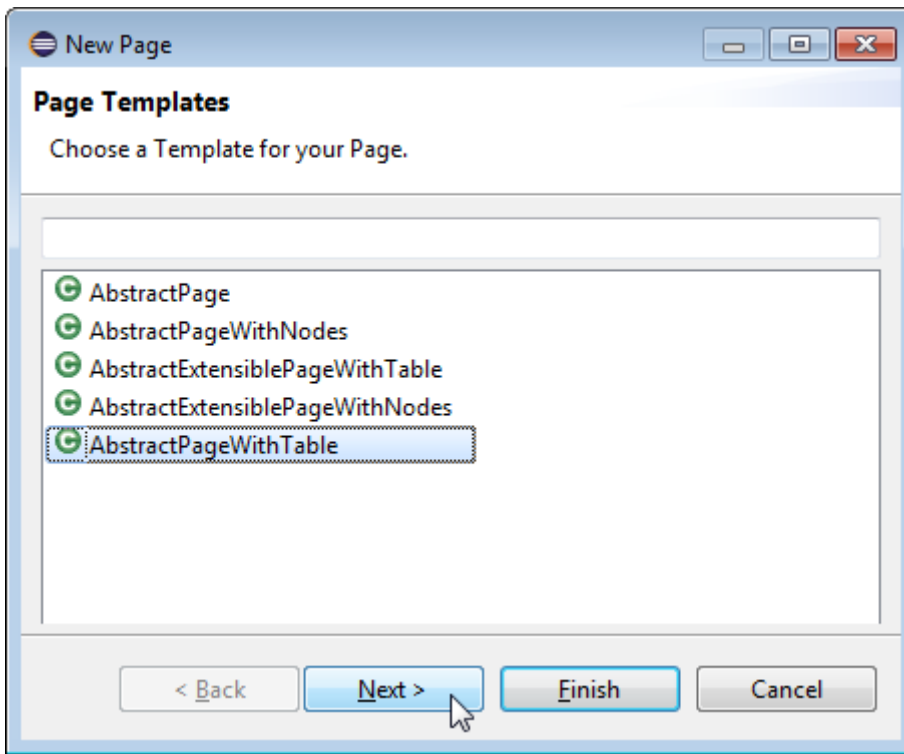 New Page
Page Templates
Choose a Template for your Page.
AbstractPage
AbstractPageWithNodes
AbstractExtensiblePageWithTable
AbstractExtensiblePageWithNodes
AbstractPageWithTable
< Back Next > Finish Cancel